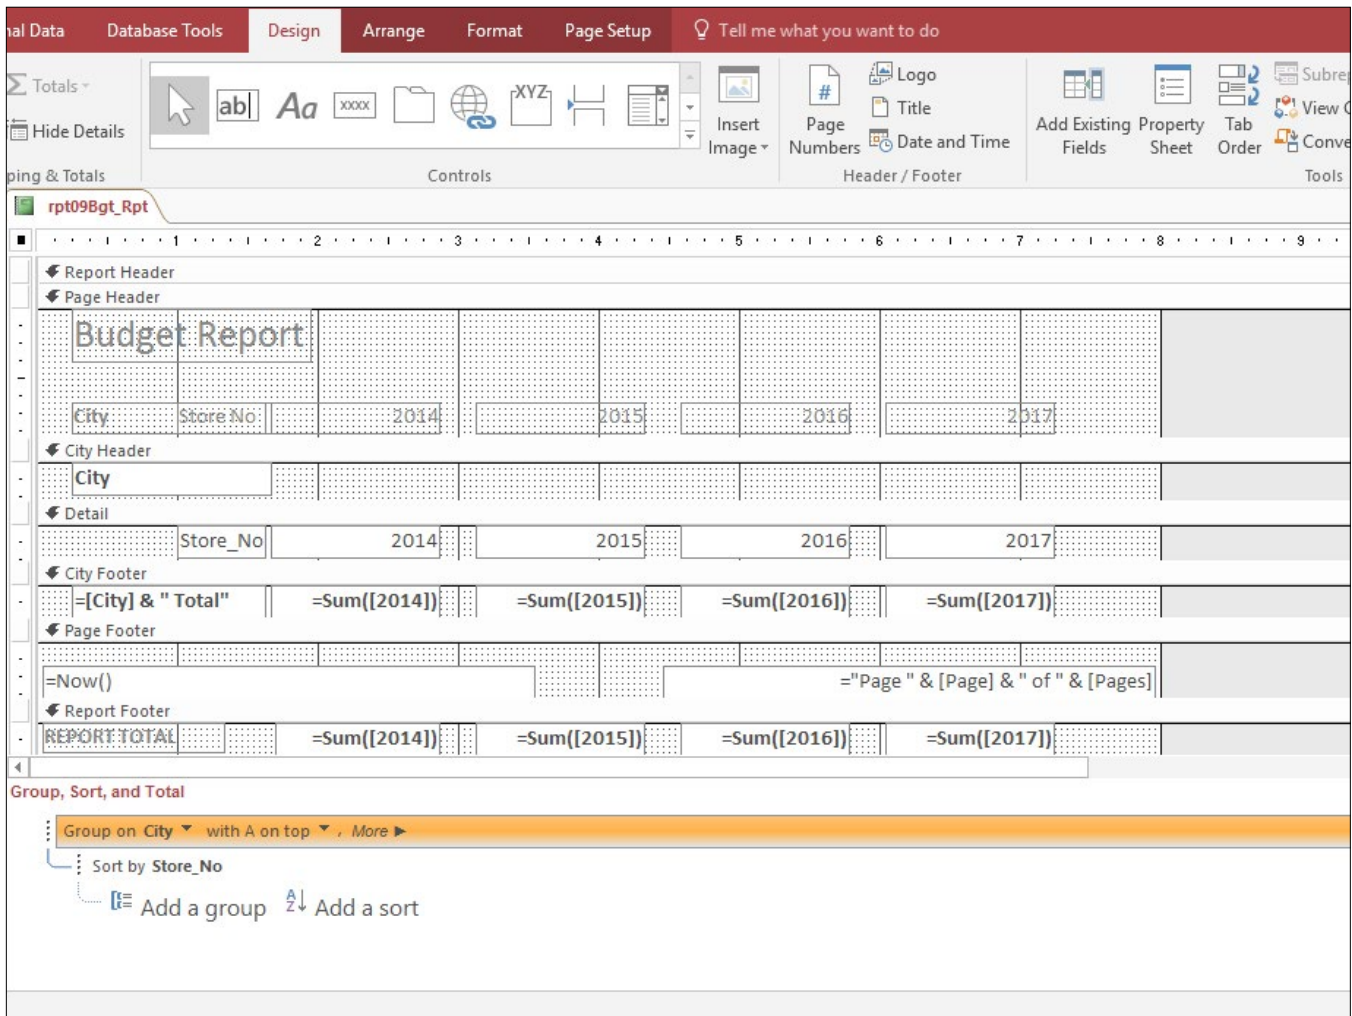 nal Data Database Tools Design Arrange Format Page Setup Tell me what you want to do
Totals
Hide Details
ab Aa xxxx XYZ
Insert Image
# Page Numbers
Logo
Title
Date and Time
Add Existing Fields
Property Sheet
Tab Order
Subre
View
Conve
ping & Totals Controls Header / Footer Tools
rpt09Bgt_Rpt
1 2 3 4 5 6 7 8 9
Report Header
Page Header
Budget Report
City Store No 2014 2015 2016 2017
City Header
City
Detail
Store_No 2014 2015 2016 2017
City Footer
=[City] & " Total" =Sum([2014]) =Sum([2015]) =Sum([2016]) =Sum([2017])
Page Footer
=Now() ="Page " & [Page] & " of " & [Pages]
Report Footer
REPORT TOTAL =Sum([2014]) =Sum([2015]) =Sum([2016]) =Sum([2017])
Group, Sort, and Total
Group on City with A on top , More
Sort by Store_No
Add a group AZ Add a sort